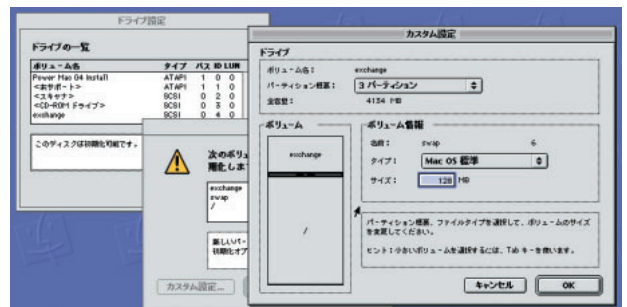 ドライブ設定
ドライブの一覧
ボリューム名 タイプ バス ID LUN
Power Mac 04 Install ATAPI 1 0 0
<未サポート> ATAPI 1 1 0
<スキャナ> SCSI 0 2 0
<CD-ROM ドライブ> SCSI 0 3 0
exchange SCSI 0 4 0
このディスクは初期化可能です。
次のボリュ
期化しま
exchange
swap
/
新しいパー
初期化オプ
カスタム設定...
カスタム設定
ドライブ
ボリューム名: exchange
パーティション概要: 3 パーティション
全容量: 4134 MB
ボリューム
exchange
/
ボリューム情報
名前: swap 6
タイプ: Mac OS 標準
サイズ: 128 MB
パーティション概要、ファイルタイプを選択して、ボリュームのサイズ
を変更してください。
ヒント:小さいボリュームを選択するには、Tab キーを使います。
キャンセル OK